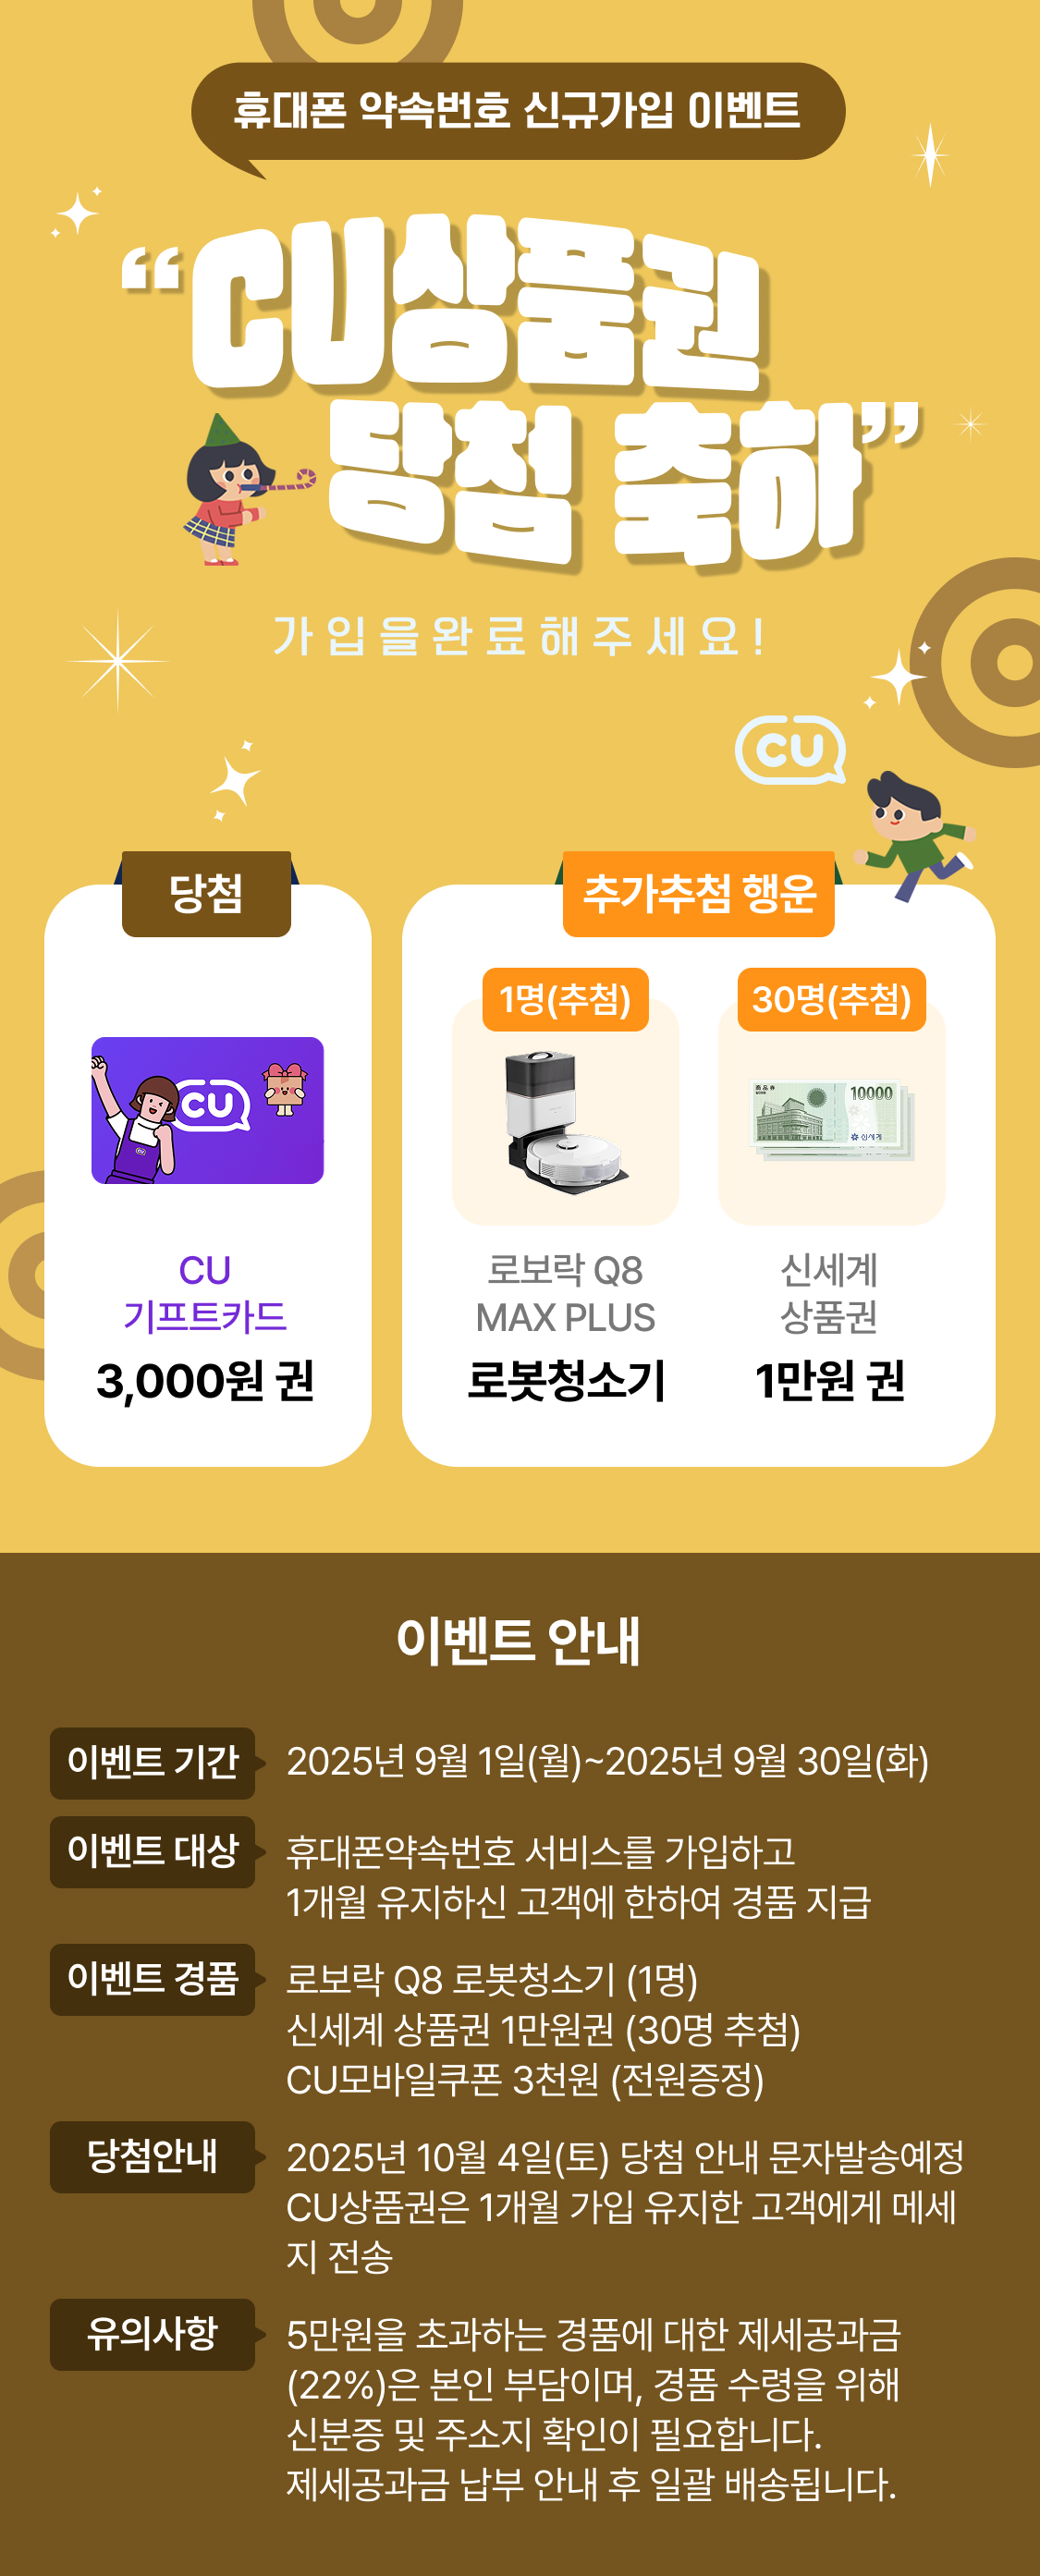 휴대폰 약속번호 신규가입 이벤트
“CU상품권
당첨 축하”
가입을완료해주세요!
CU
당첨
추가추첨 행운
1명(추첨)
30명(추첨)
CU
商品券
10000
신세계
CU
기프트카드
3,000원 권
로보락 Q8
MAX PLUS
로봇청소기
신세계
상품권
1만원 권
이벤트 안내
이벤트 기간
2025년 9월 1일(월)~2025년 9월 30일(화)
이벤트 대상
휴대폰약속번호 서비스를 가입하고
1개월 유지하신 고객에 한하여 경품 지급
이벤트 경품
로보락 Q8 로봇청소기 (1명)
신세계 상품권 1만원권 (30명 추첨)
CU모바일쿠폰 3천원 (전원증정)
당첨안내
2025년 10월 4일(토) 당첨 안내 문자발송예정
CU상품권은 1개월 가입 유지한 고객에게 메세
지 전송
유의사항
5만원을 초과하는 경품에 대한 제세공과금
(22%)은 본인 부담이며, 경품 수령을 위해
신분증 및 주소지 확인이 필요합니다.
제세공과금 납부 안내 후 일괄 배송됩니다.